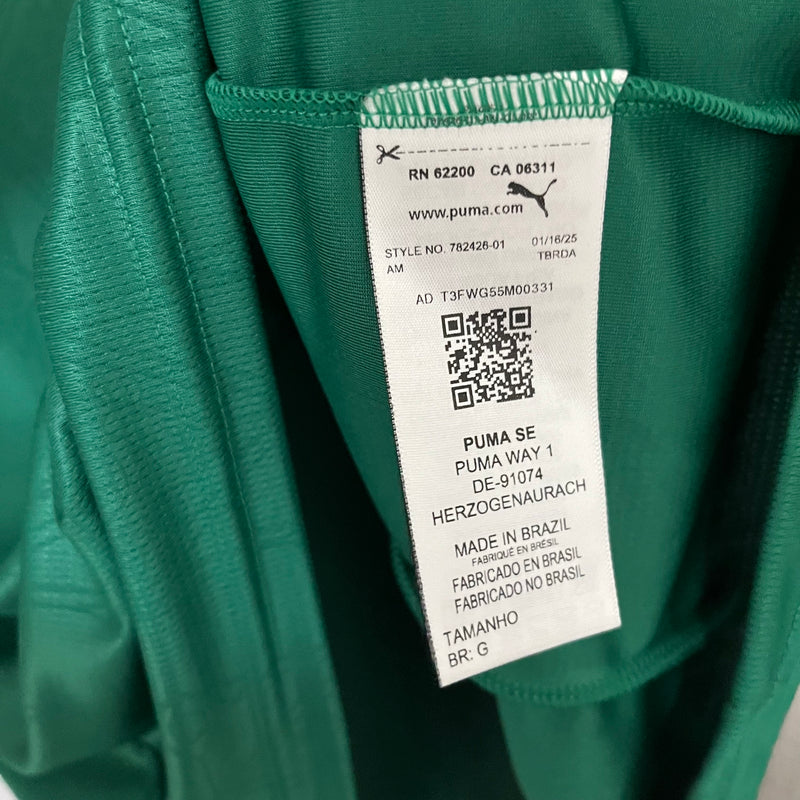 RN 62200 CA 06311
www.puma.com
STYLE NO. 782426-01 01/16/25
AM TBRDA
AD T3FWG55M00331
PUMA SE
PUMA WAY 1
DE-91074
HERZOGENAURACH
MADE IN BRAZIL
FABRIQUÉ EN BRÉSIL
FABRICADO EN BRASIL
FABRICADO NO BRASIL
TAMANHO
BR: G